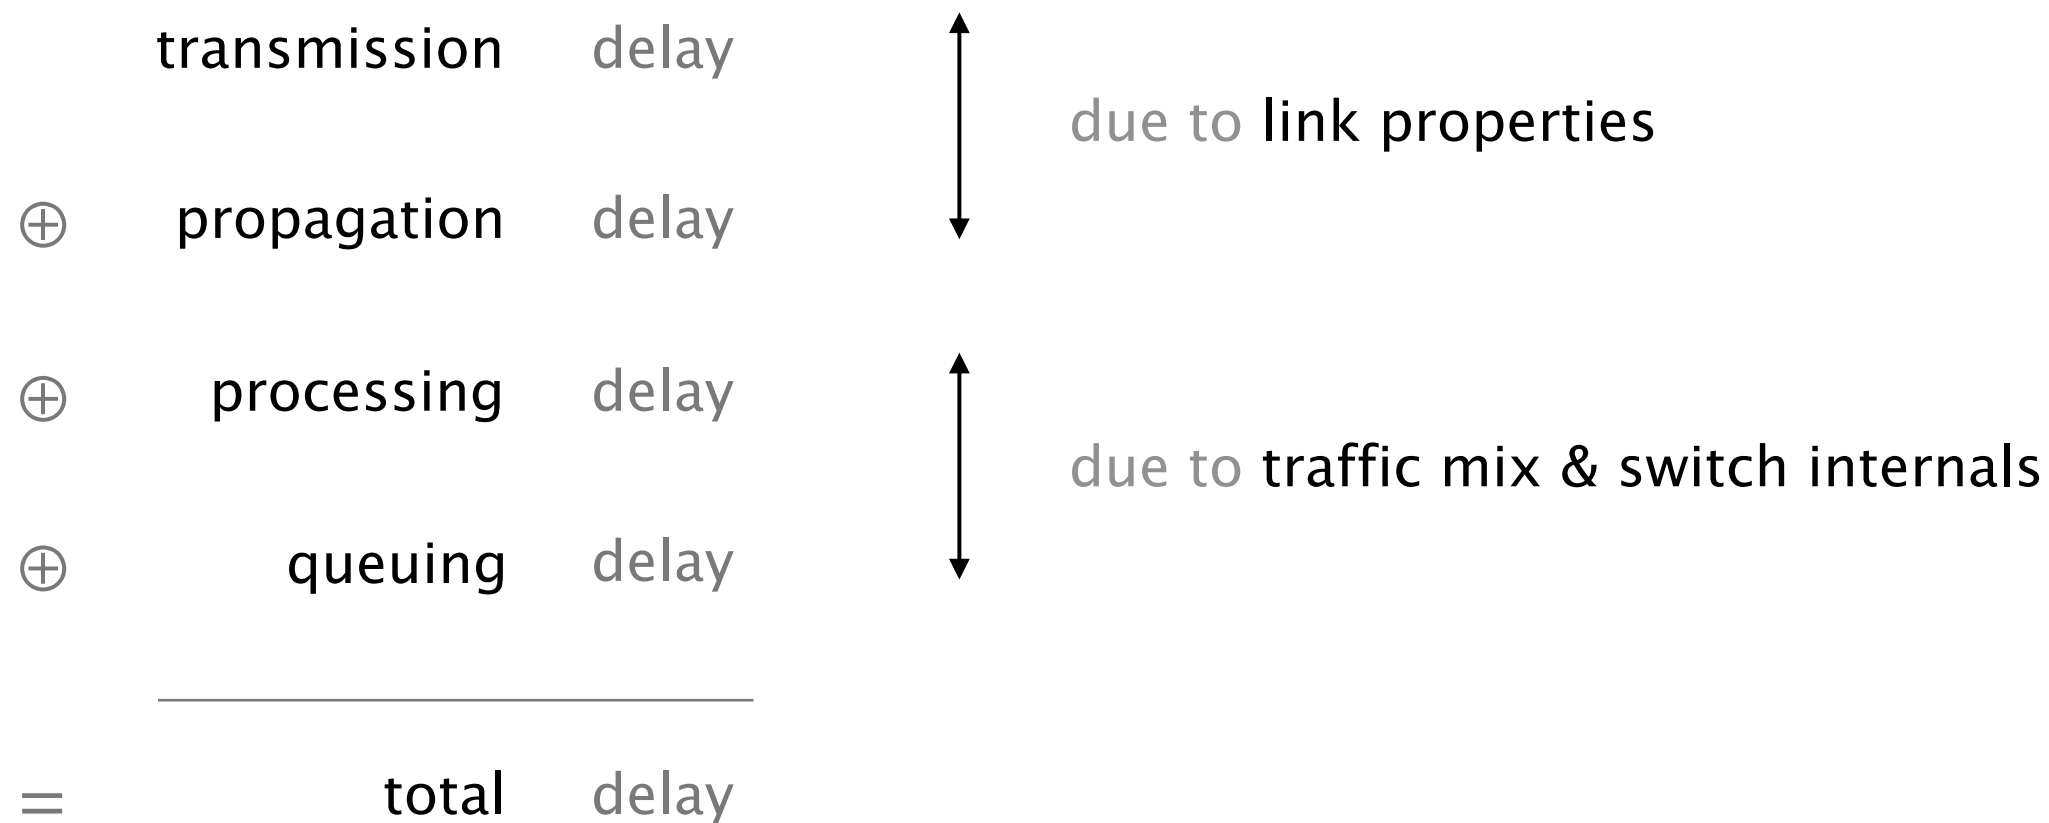 transmission delay
due to link properties
⊕ propagation delay
⊕ processing delay
due to traffic mix & switch internals
⊕ queuing delay
= total delay